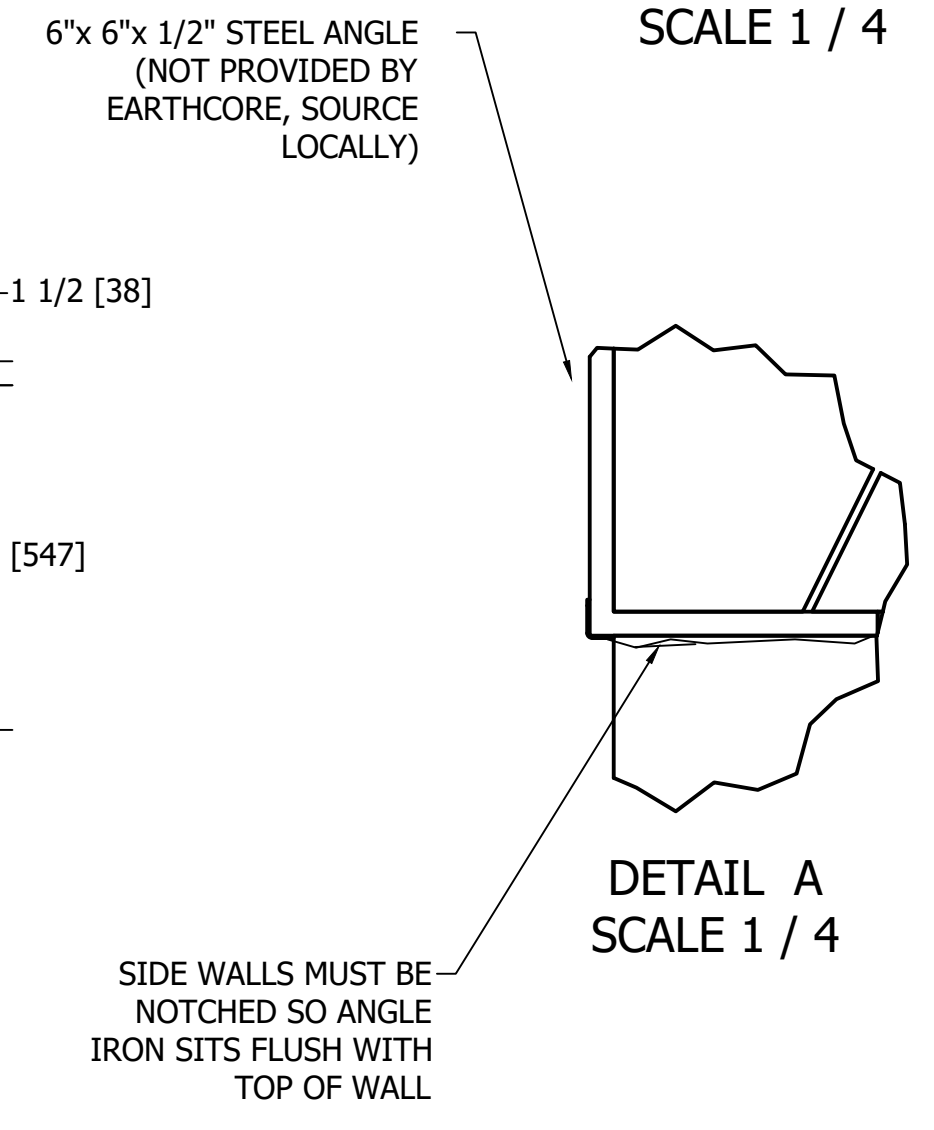 6"x 6"x 1/2" STEEL ANGLE
(NOT PROVIDED BY
EARTHCORE, SOURCE
LOCALLY)
SCALE 1 / 4
1 1/2 [38]
[547]
DETAIL A
SCALE 1 / 4
SIDE WALLS MUST BE
NOTCHED SO ANGLE
IRON SITS FLUSH WITH
TOP OF WALL